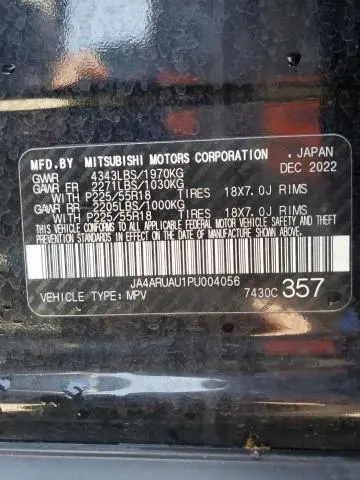 MFD.BY MITSUBISHI MOTORS CORPORATION , JAPAN
GVWR 4343LBS/1970KG DEC 2022
GAWR FR 2271LBS/1030KG
WITH P225/55R18 TIRES 18X7.0J RIMS
GAWR RR 2205LBS/1000KG
WITH P225/55R18 TIRES 18X7.0J RIMS
THIS VEHICLE CONFORMS TO ALL APPLICABLE
FEDERAL MOTOR VEHICLE SAFETY, BUMPER
AND THEFT PREVENTION STANDARDS IN EFFECT
ON THE DATE OF MANUFACTURE SHOWN ABOVE.
JA4ARUAU1PU004056
VEHICLE TYPE:MPV 7430C 357